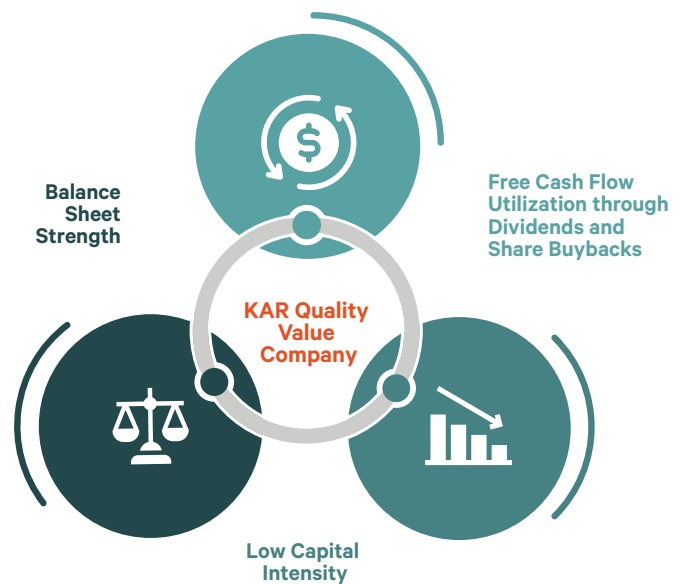 Balance
Sheet
Strength
Free Cash Flow
Utilization through
Dividends and
Share Buybacks
KAR Quality
Value
Company
Low Capital
Intensity
$